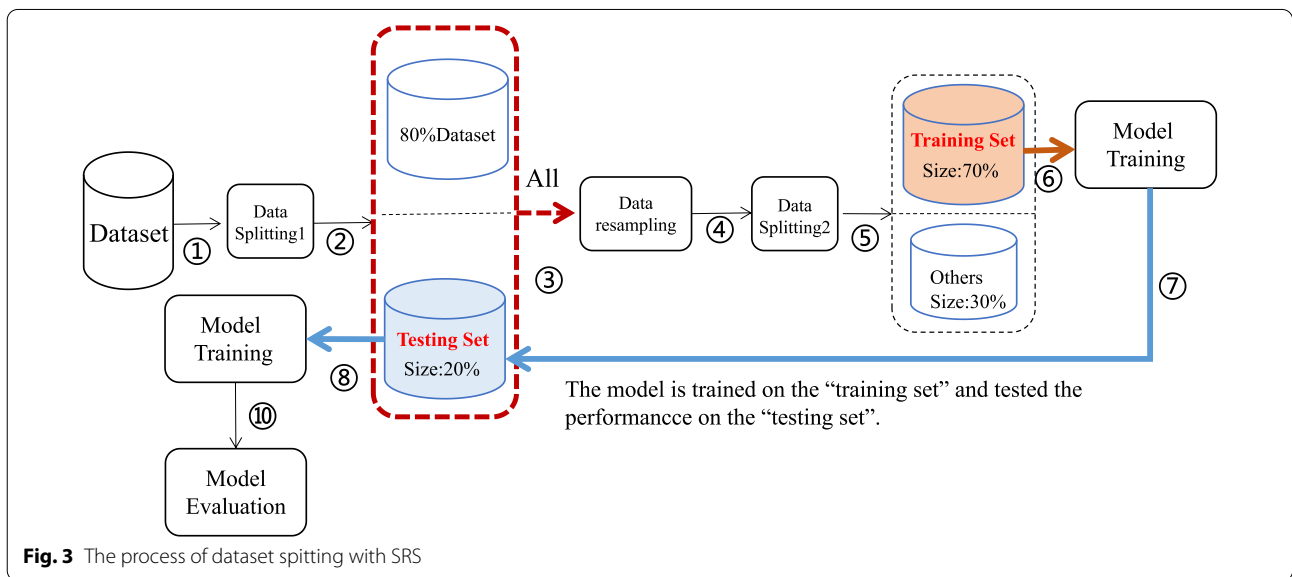 80%Dataset
All
Training Set
Size:70%
Model
Training
⑥
Dataset
①
Data
Splitting1
②
Data
resampling
④
Data
Splitting2
⑤
③
Others
Size:30%
⑦
Model
Training
⑧
Testing Set
Size:20%
The model is trained on the “training set” and tested the
performancce on the “testing set”.
⑩
Model
Evaluation
Fig. 3 The process of dataset spitting with SRS